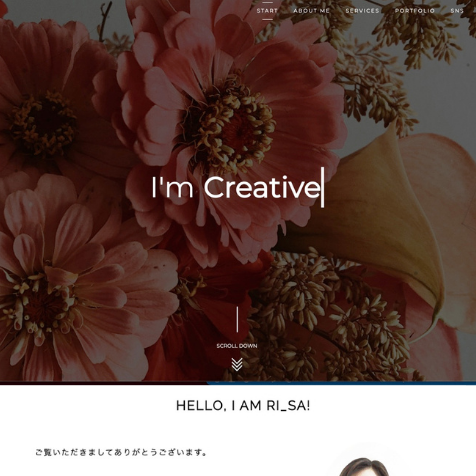 START ABOUT ME SERVICES PORTFOLIO SNS
I'm Creative
SCROLL DOWN
HELLO, I AM RI_SA!
ご覧いただきましてありがとうございます。